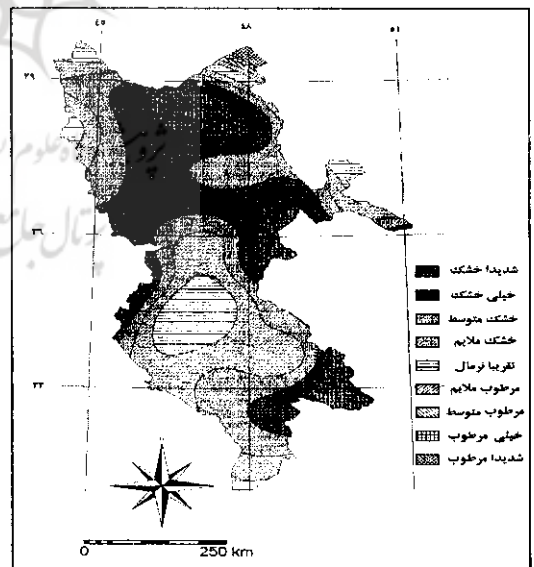 ۴۵ ۴۸ ۵۱
۳۹
۳۶
۳۳
شدیدا خشک
خیلی خشک
خشک متوسط
خشک ملایم
تقریبا نرمال
مرطوب ملایم
مرطوب متوسط
خیلی مرطوب
شدیدا مرطوب
0 250 km